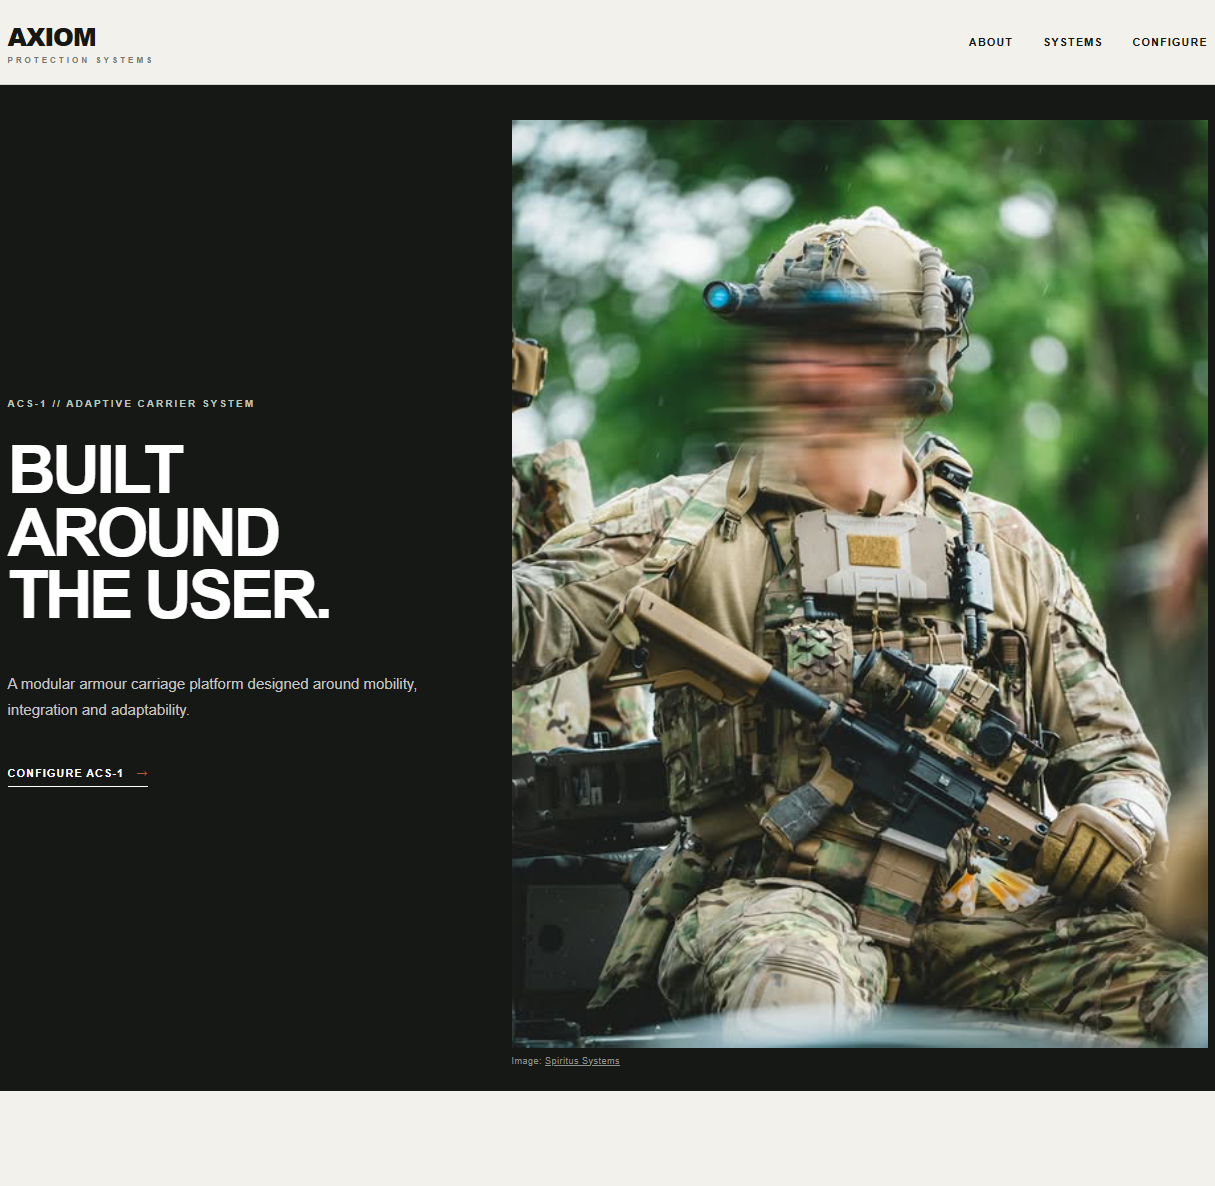 AXIOM
PROTECTION SYSTEMS
ABOUT
SYSTEMS
CONFIGURE
ACS-1 // ADAPTIVE CARRIER SYSTEM
BUILT
AROUND
THE USER.
A modular armour carriage platform designed around mobility,
integration and adaptability.
CONFIGURE ACS-1 →
Image: Spiritus Systems